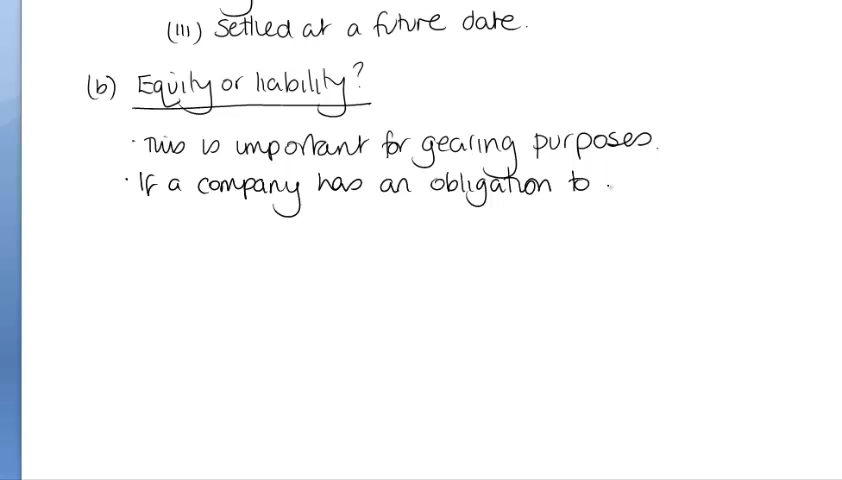 (III) Settled at a future date.
(b) Equity or liability?
· This is important for gearing purposes.
· If a company has an obligation to